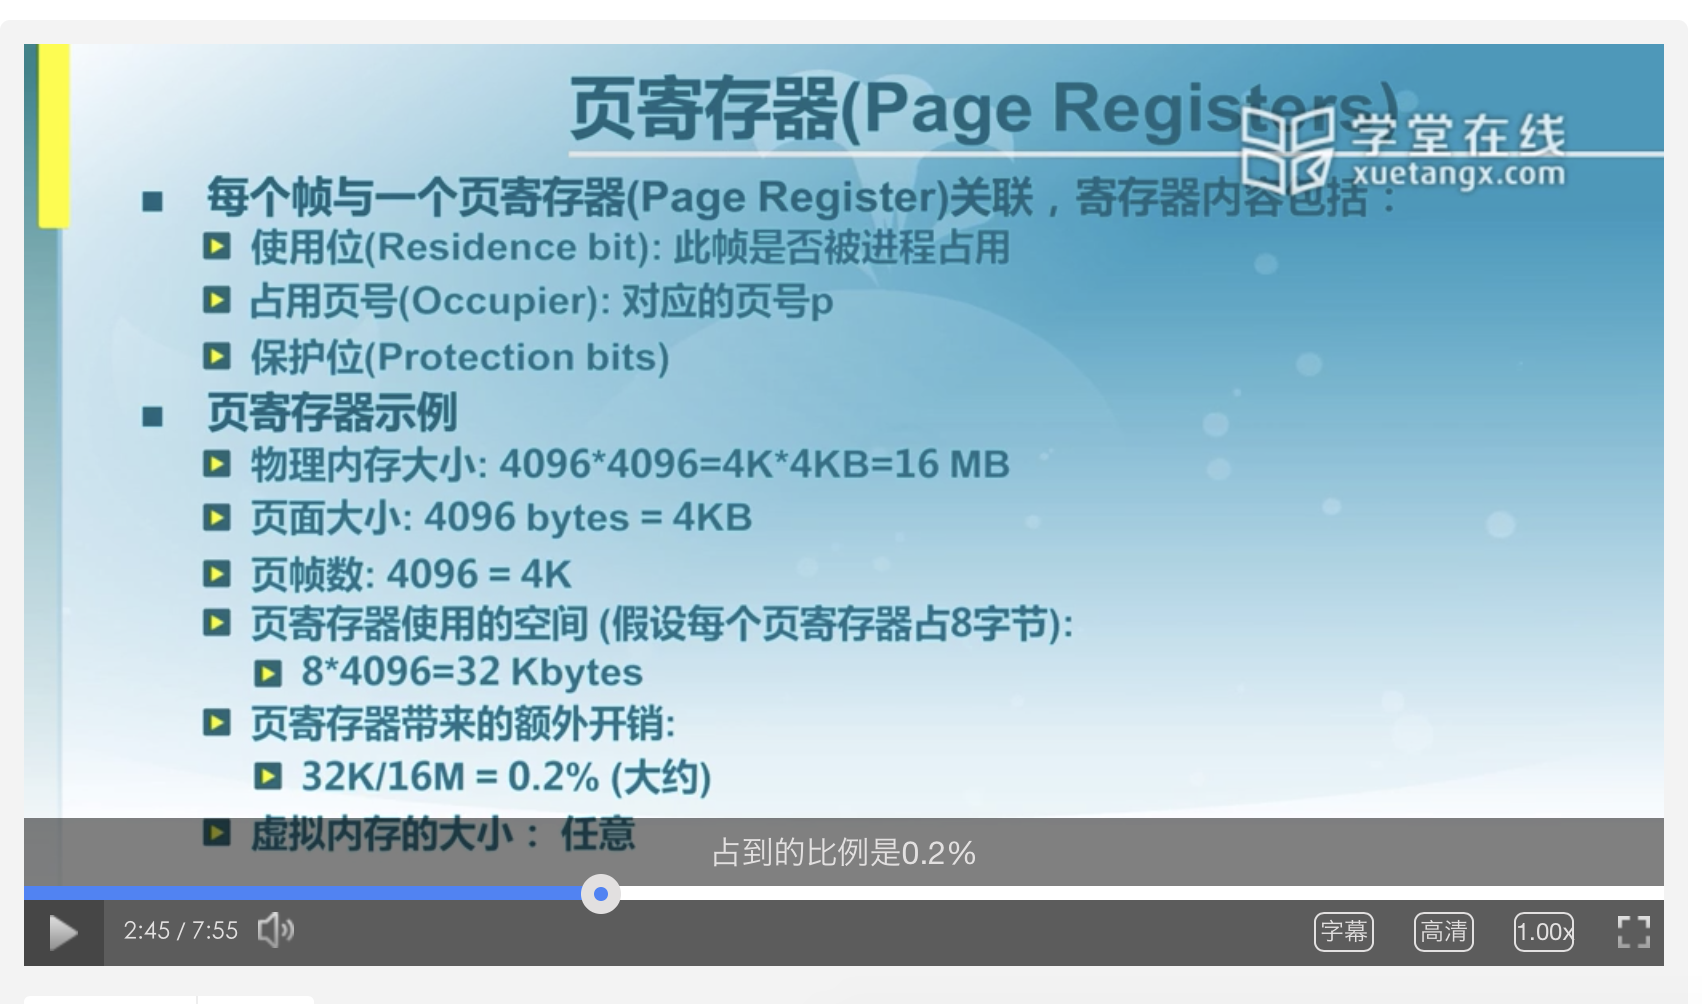 页寄存器(Page Registers)
学堂在线
xuetangx.com
每个帧与一个页寄存器(Page Register)关联，寄存器内容包括：
使用位(Residence bit): 此帧是否被进程占用
占用页号(Occupier): 对应的页号p
保护位(Protection bits)
页寄存器示例
物理内存大小: 4096*4096=4K*4KB=16 MB
页面大小: 4096 bytes = 4KB
页帧数: 4096 = 4K
页寄存器使用的空间 (假设每个页寄存器占8字节):
8*4096=32 Kbytes
页寄存器带来的额外开销:
32K/16M = 0.2% (大约)
虚拟内存的大小： 任意
占到的比例是0.2%
2:45 / 7:55
字幕
高清
1.00x